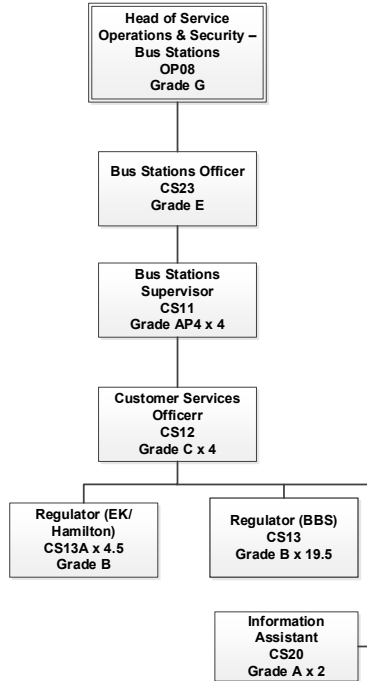 Head of Service
Operations & Security –
Bus Stations
OP08
Grade G
Bus Stations Officer
CS23
Grade E
Bus Stations
Supervisor
CS11
Grade AP4 x 4
Customer Services
Officerr
CS12
Grade C x 4
Regulator (EK/
Hamilton)
CS13A x 4.5
Grade B
Regulator (BBS)
CS13
Grade B x 19.5
Information
Assistant
CS20
Grade A x 2